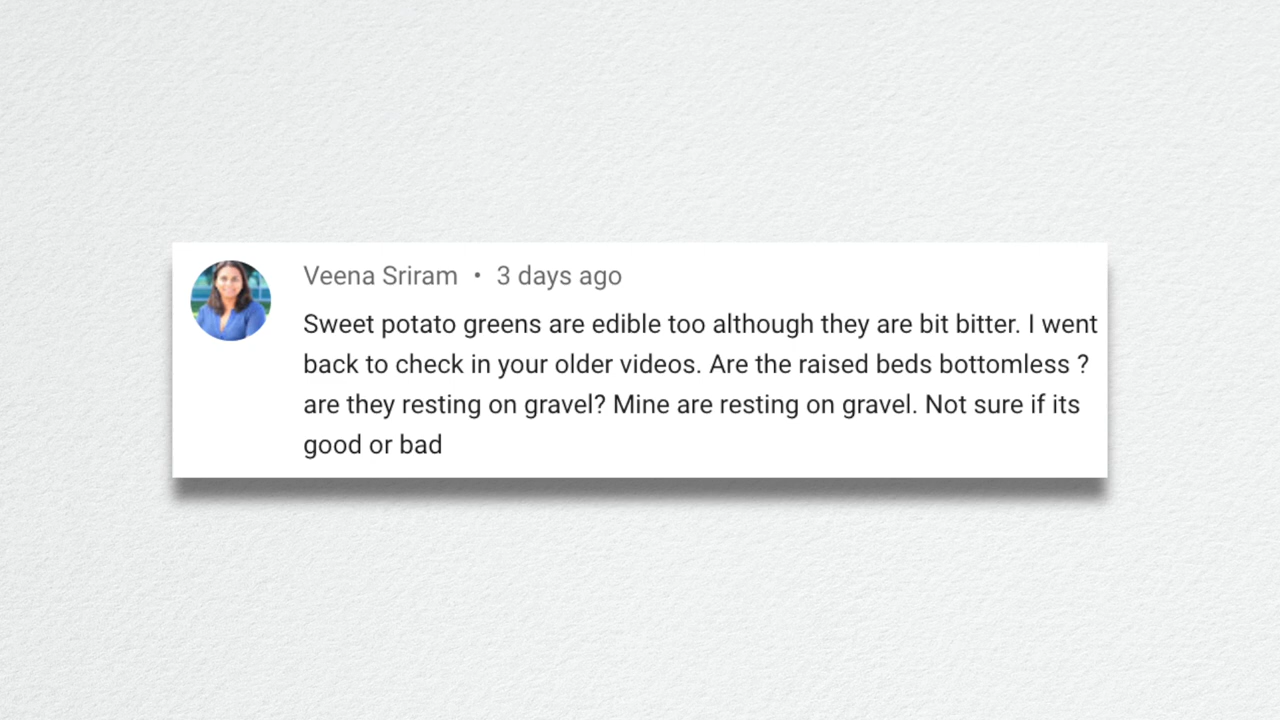 Veena Sriram • 3 days ago
Sweet potato greens are edible too although they are bit bitter. I went
back to check in your older videos. Are the raised beds bottomless ?
are they resting on gravel? Mine are resting on gravel. Not sure if its
good or bad